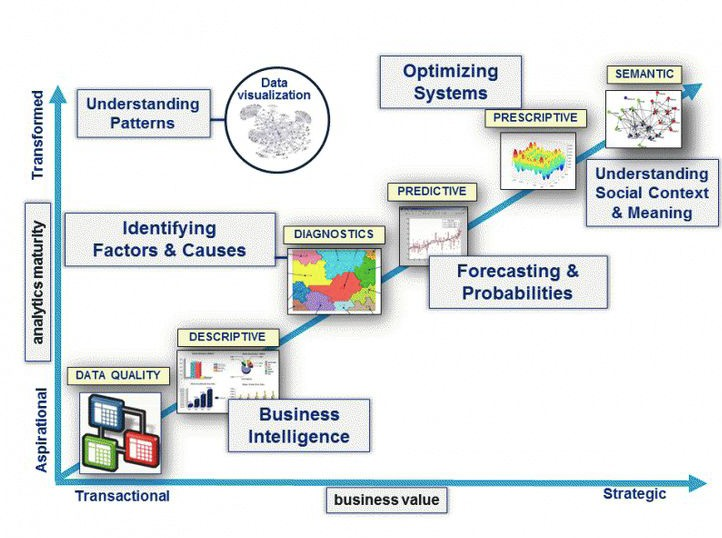 Optimizing
Systems
SEMANTIC
Data
visualization
Understanding
Patterns
PRESCRIPTIVE
Transformed
Understanding
Social Context
& Meaning
PREDICTIVE
Identifying
Factors & Causes
DIAGNOSTICS
analytics maturity
Forecasting &
Probabilities
DESCRIPTIVE
DATA QUALITY
Business
Intelligence
Aspirational
Transactional
business value
Strategic